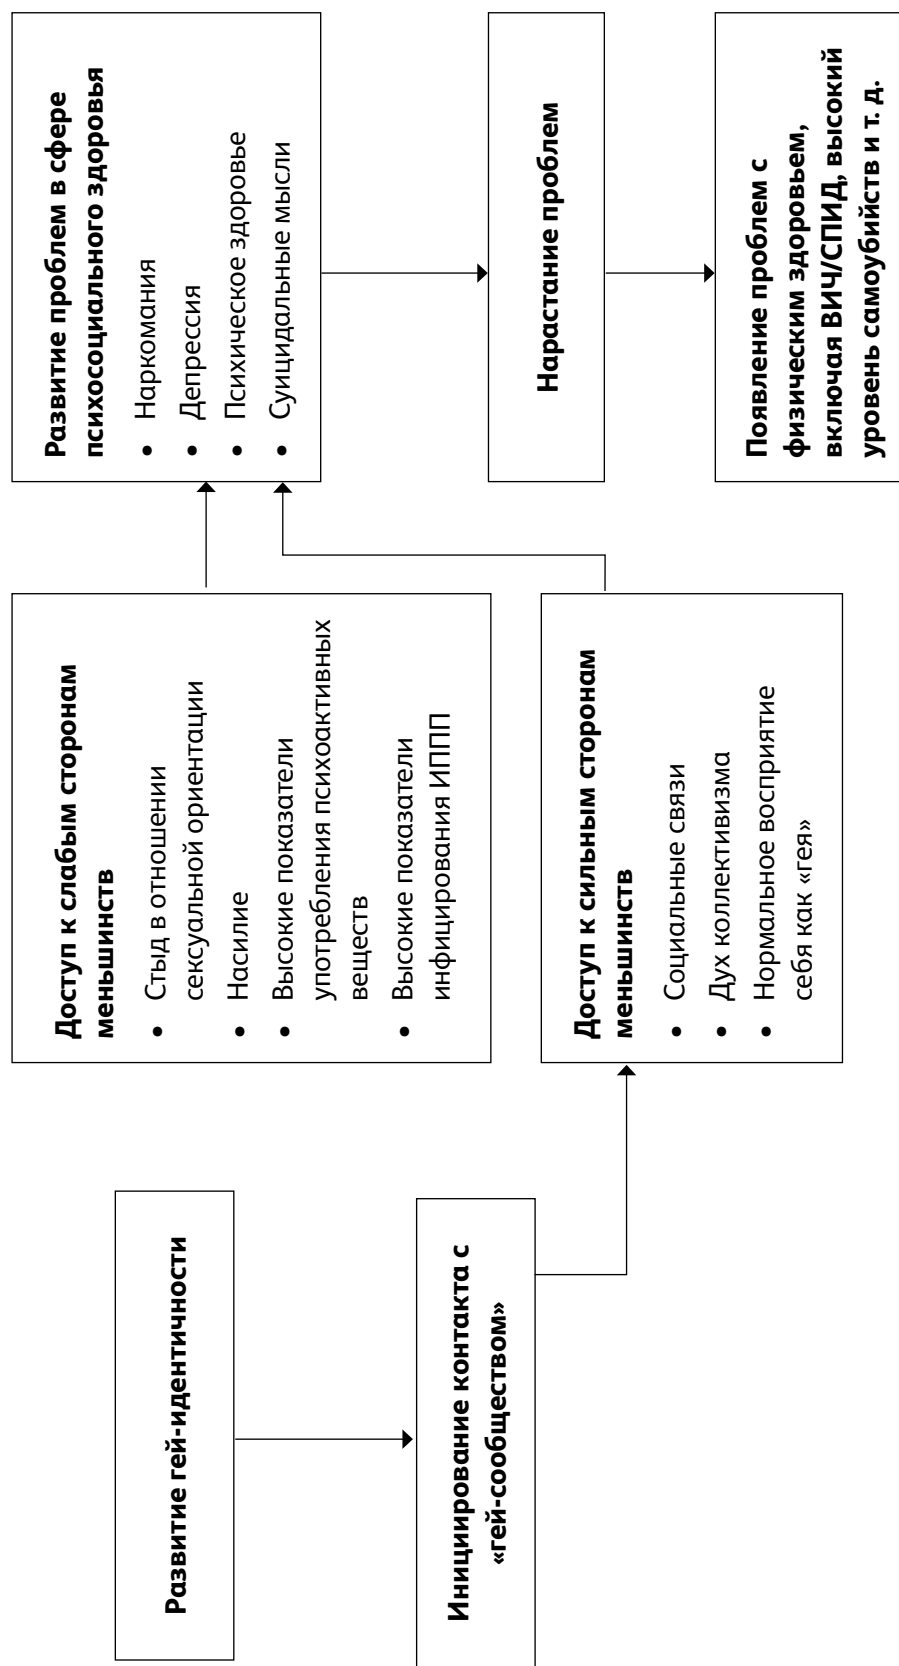 Развитие гей-идентичности
Инициирование контакта с
«гей-сообществом»
Доступ к слабым сторонам
меньшинств
• Стыд в отношении
сексуальной ориентации
• Насилие
• Высокие показатели
употребления психоактивных
веществ
• Высокие показатели
инфицирования ИППП
Доступ к сильным сторонам
меньшинств
• Социальные связи
• Дух коллективизма
• Нормальное восприятие
себя как «гея»
Развитие проблем в сфере
психосоциального здоровья
• Наркомания
• Депрессия
• Психическое здоровье
• Суицидальные мысли
Нарастание проблем
Появление проблем с
физическим здоровьем,
включая ВИЧ/СПИД, высокий
уровень самоубийств и т. д.